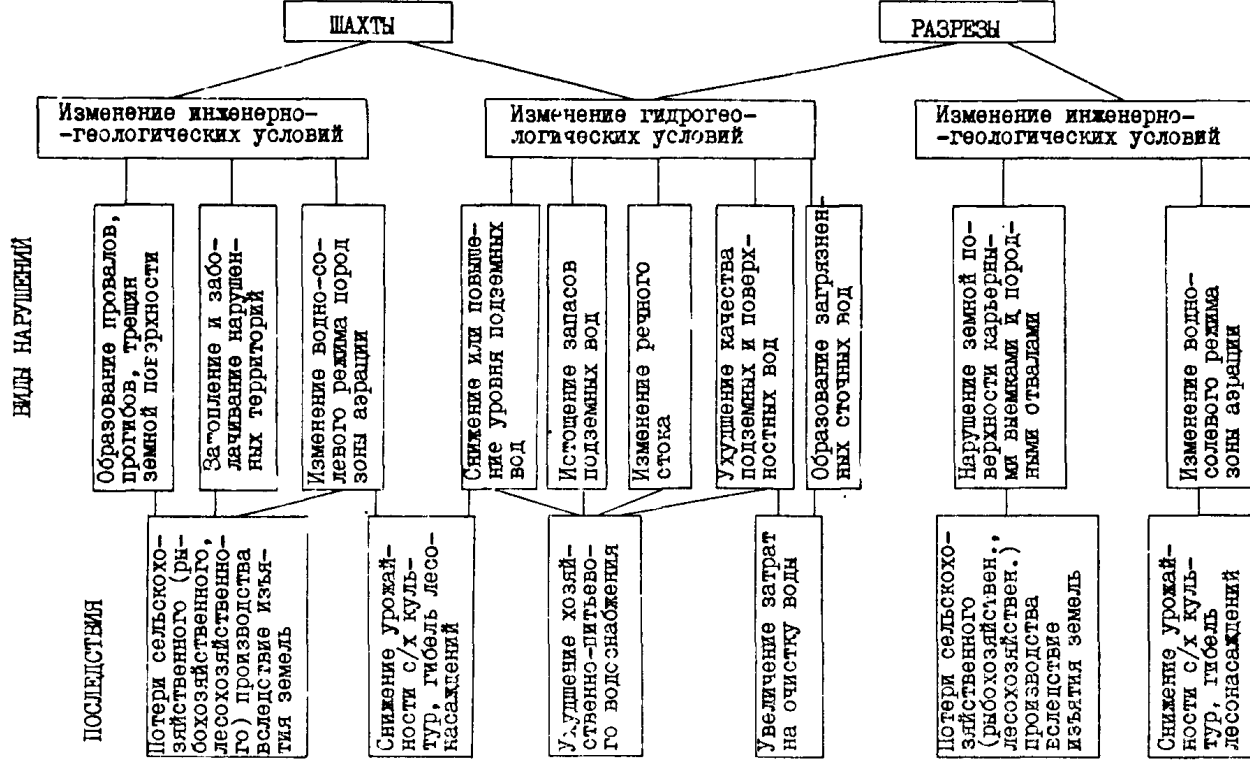 ШАХТЫ
РАЗРЕЗЫ
Изменение инженерно-
-геологических условий
Изменение гидрогео-
логических условий
Изменение инженерно-
-геологических условий
ВИДЫ НАРУШЕНИЙ
Образование провалов,
прогибов, трещин
земной поверхности
Затопление и забо-
лачивание нарушен-
ных территорий
Изменение водно-со-
левого режима пород
зоны аэрации
Снижение или повыше-
ние уровня подземных
вод
Истощение запасов
подземных вод
Изменение речного
стока
Ухудшение качества
подземных и поверх-
ностных вод
Образование загрязнен-
ных сточных вод
Нарушение земной по-
верхности карьерны-
ми выемками и пород-
ными отвалами
Изменение водно-
солевого режима
зоны аэрации
ПОСЛЕДСТВИЯ
Потери сельскохо-
зяйственного (ры-
бохозяйственного,
лесохозяйственно-
го) производства
вследствие изъя-
тия земель
Снижение урожай-
ности с/х куль-
тур, гибель лесо-
насаждений
Ухудшение хозяй-
ственно-питьево-
го водоснабжения
Увеличение затрат
на очистку воды
Потери сельскохо-
зяйственного
(рыбохозяйствен.,
лесохозяйствен.)
производства
вследствие
изъятия земель
Снижение урожай-
ности с/х куль-
тур, гибель
лесонасаждений